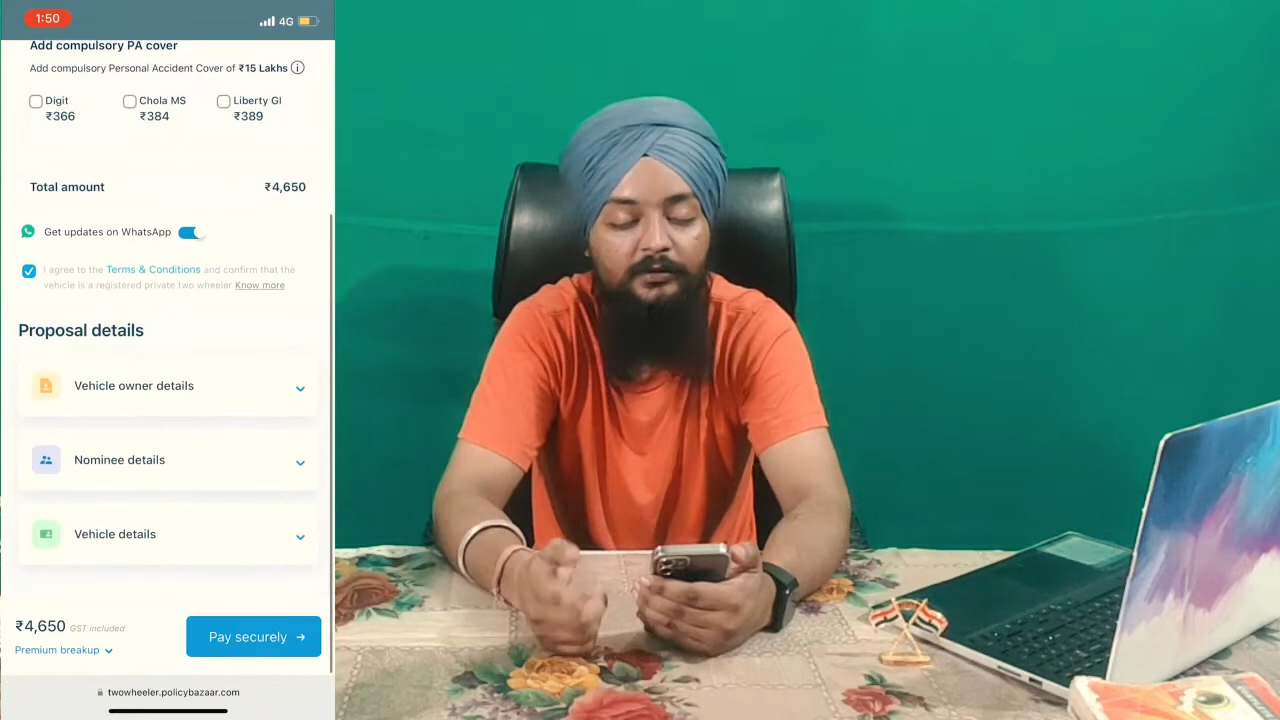 1:50
4G
Add compulsory PA cover
Add compulsory Personal Accident Cover of ₹15 Lakhs
Digit
₹366
Chola MS
₹384
Liberty GI
₹389
Total amount ₹4,650
Get updates on WhatsApp
I agree to the Terms & Conditions and confirm that the
vehicle is a registered private two wheeler Know more
Proposal details
Vehicle owner details
Nominee details
Vehicle details
₹4,650 GST included
Premium breakup
Pay securely →
twowheeler.policybazaar.com